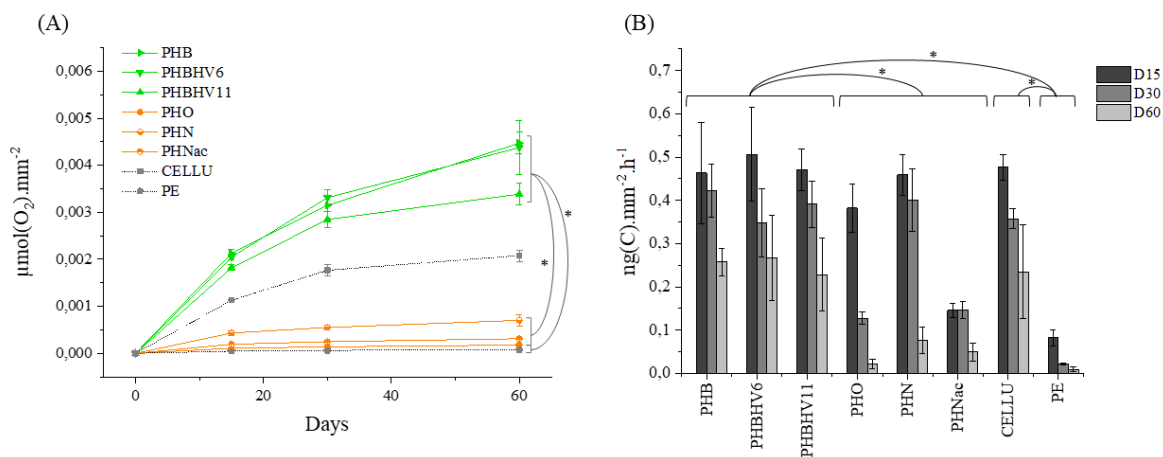 (A)
PHB
PHBHV6
PHBHV11
PHO
PHN
PHNac
CELLU
PE
0,006
0,005
0,004
0,003
0,002
0,001
0,000
µmol(O₂).mm⁻²
0
20
40
60
Days
*
*
(B)
*
*
*
D15
D30
D60
0,7
0,6
0,5
0,4
0,3
0,2
0,1
0,0
ng(C).mm⁻².h⁻¹
PHB
PHBHV6
PHBHV11
PHO
PHN
PHNac
CELLU
PE